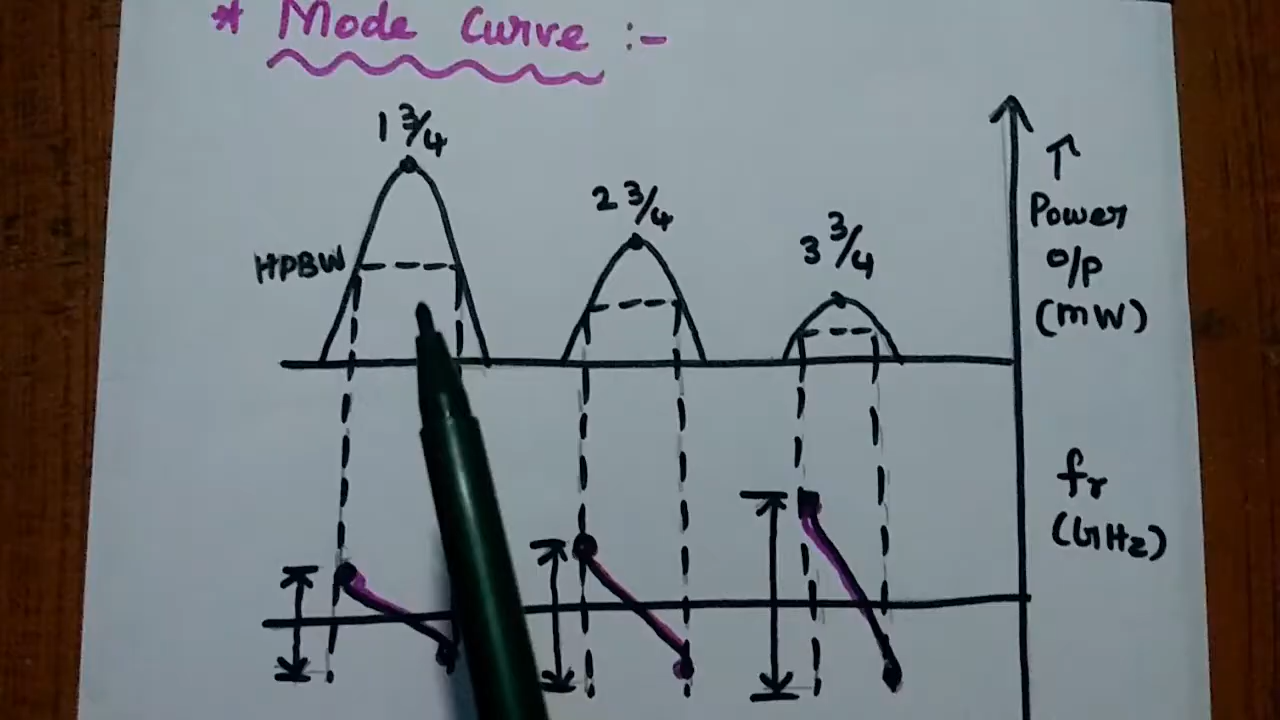 * Mode Curve :-
1 3/4
2 3/4
3 3/4
HPBW
↑
Power
O/P
(mW)
fr
(GHz)